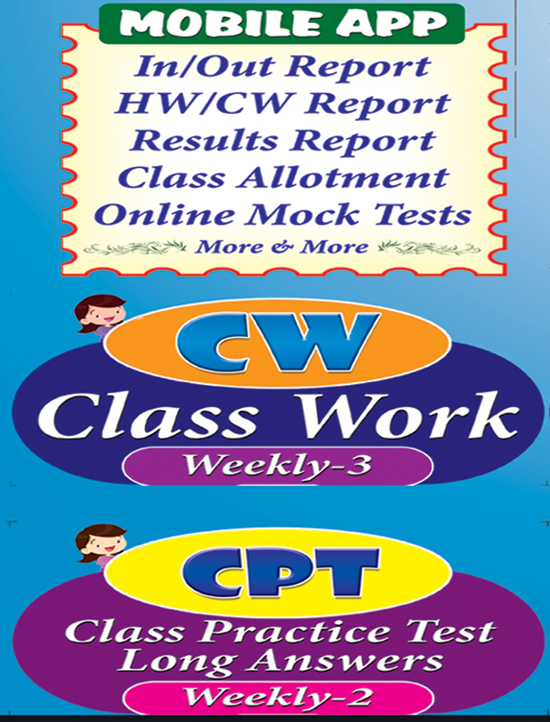 MOBILE APP
In/Out Report
HW/CW Report
Results Report
Class Allotment
Online Mock Tests
More & More
CW
Class Work
Weekly-3
CPT
Class Practice Test
Long Answers
Weekly-2